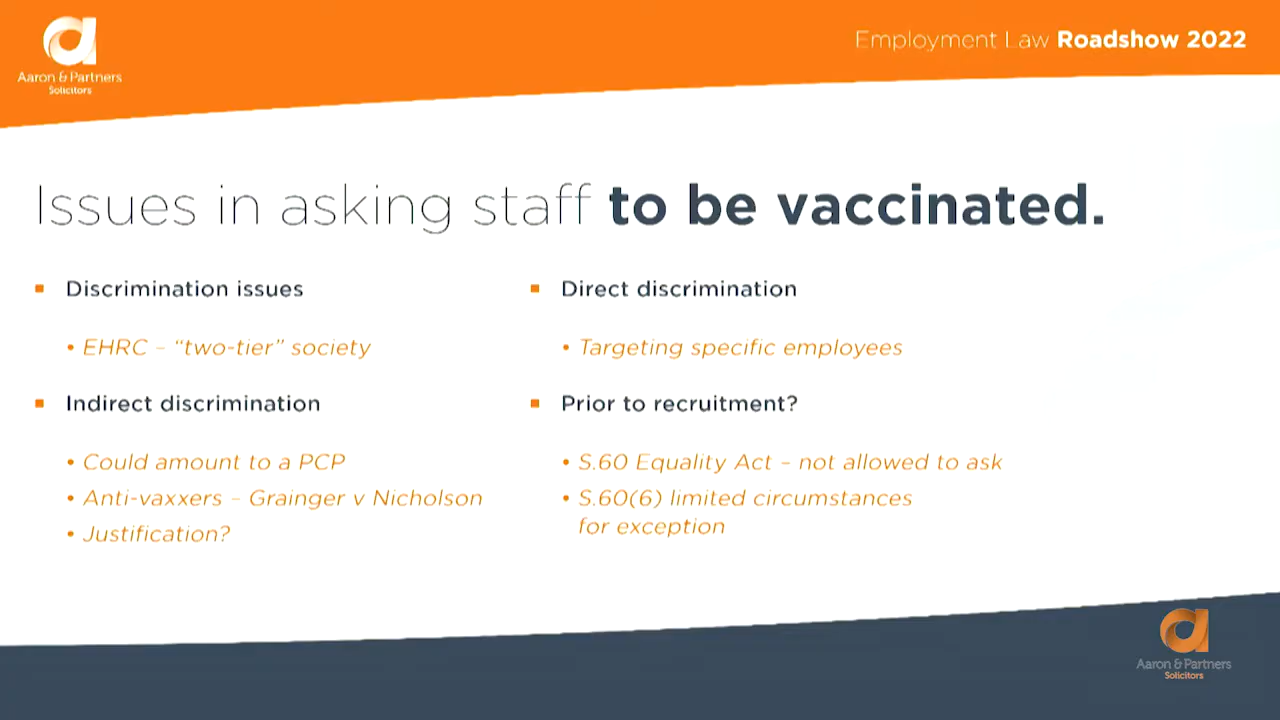 Aaron & Partners
Solicitors
Employment Law Roadshow 2022
Issues in asking staff to be vaccinated.
▪ Discrimination issues
• EHRC – “two-tier” society
▪ Indirect discrimination
• Could amount to a PCP
• Anti-vaxxers – Grainger v Nicholson
• Justification?
▪ Direct discrimination
• Targeting specific employees
▪ Prior to recruitment?
• S.60 Equality Act – not allowed to ask
• S.60(6) limited circumstances
for exception
Aaron & Partners
Solicitors